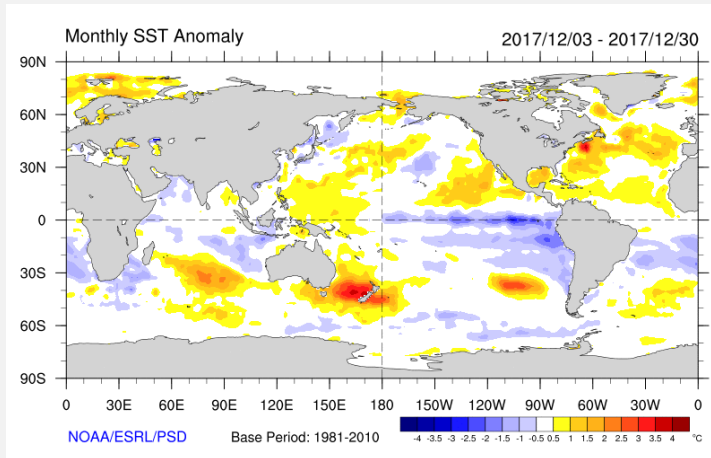 Monthly SST Anomaly 2017/12/03 - 2017/12/30
90N
60N
30N
0
30S
60S
90S
0 30E 60E 90E 120E 150E 180 150W 120W 90W 60W 30W 0
NOAA/ESRL/PSD Base Period: 1981-2010
-4 -3.5 -3 -2.5 -2 -1.5 -1 -0.5 0.5 1 1.5 2 2.5 3 3.5 4 °C